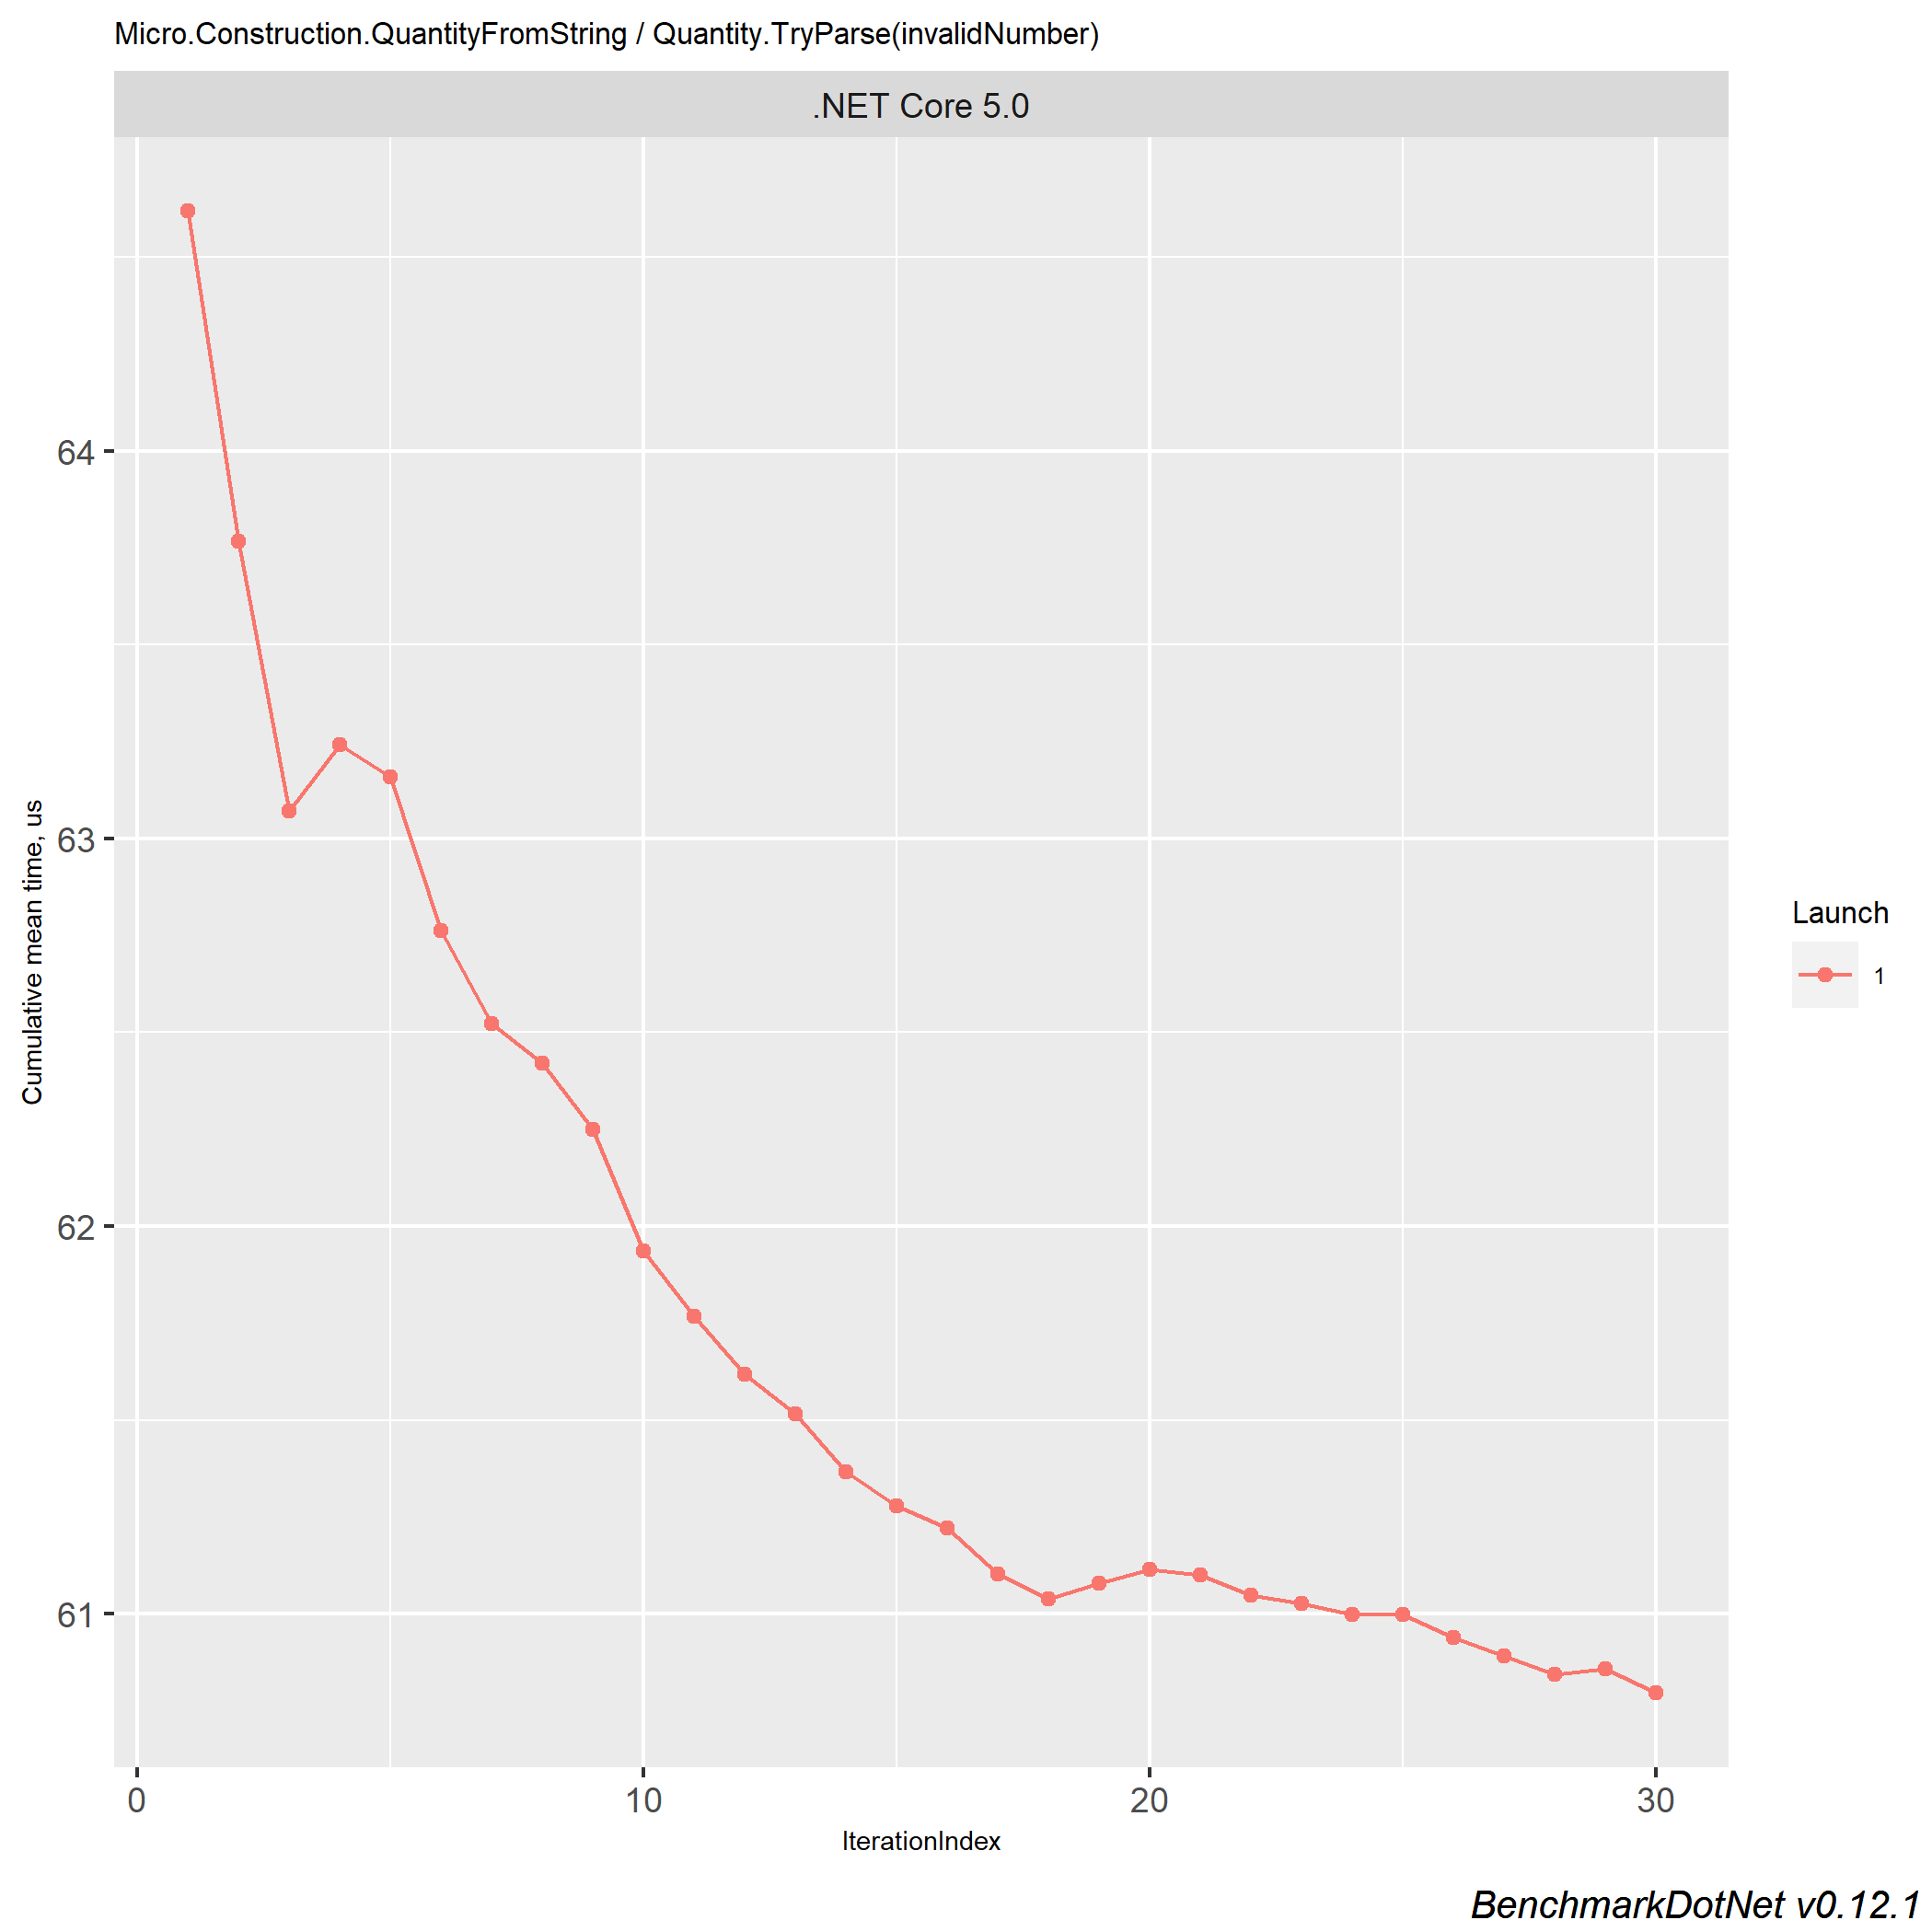 Micro.Construction.QuantityFromString / Quantity.TryParse(invalidNumber)
.NET Core 5.0
Cumulative mean time, us
64
63
62
61
0 10 20 30
IterationIndex
Launch
1
BenchmarkDotNet v0.12.1